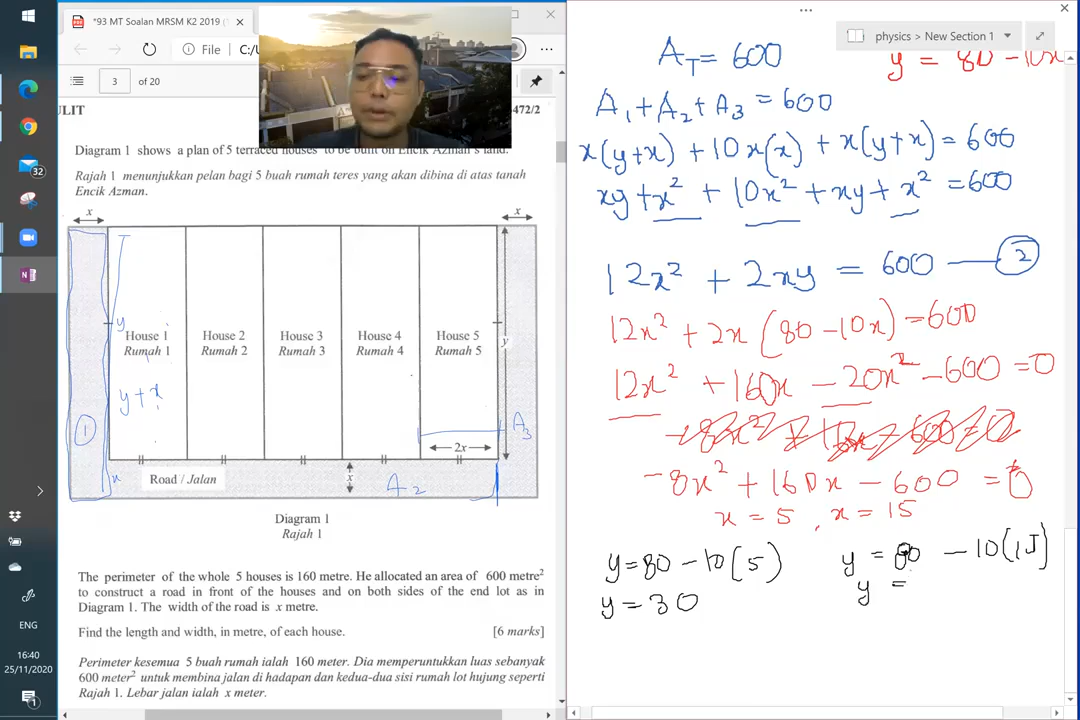 *93 MT Soalan MRSM K2 2019 (
File
C:/
3 of 20
ULIT
472/2
Diagram 1 shows a plan of 5 terraced houses to be built on Encik Azman's land.
Rajah 1 menunjukkan pelan bagi 5 buah rumah teres yang akan dibina di atas tanah
Encik Azman.
x
x
y
House 1
Rumah 1
House 2
Rumah 2
House 3
Rumah 3
House 4
Rumah 4
House 5
Rumah 5
y
y + x
1
A3
2x
x
Road / Jalan
x
A2
Diagram 1
Rajah 1
The perimeter of the whole 5 houses is 160 metre. He allocated an area of 600 metre²
to construct a road in front of the houses and on both sides of the end lot as in
Diagram 1. The width of the road is x metre.
Find the length and width, in metre, of each house. [6 marks]
Perimeter kesemua 5 buah rumah ialah 160 meter. Dia memperuntukkan luas sebanyak
600 meter² untuk membina jalan di hadapan dan kedua-dua sisi rumah lot hujung seperti
Rajah 1. Lebar jalan ialah x meter.
32
ENG
16:40
25/11/2020
1
physics > New Section 1
A_T = 600
y = 80 - 10x
A1 + A2 + A3 = 600
x(y+x) + 10x(x) + x(y+x) = 600
xy + x² + 10x² + xy + x² = 600
12x² + 2xy = 600 — 2
12x² + 2x (80 - 10x) = 600
12x² + 160x - 20x² - 600 = 0
-8x² + 160x - 600 = 0
x = 5 , x = 15
y = 80 - 10(5)
y = 30
y = 80 - 10(15)
y =